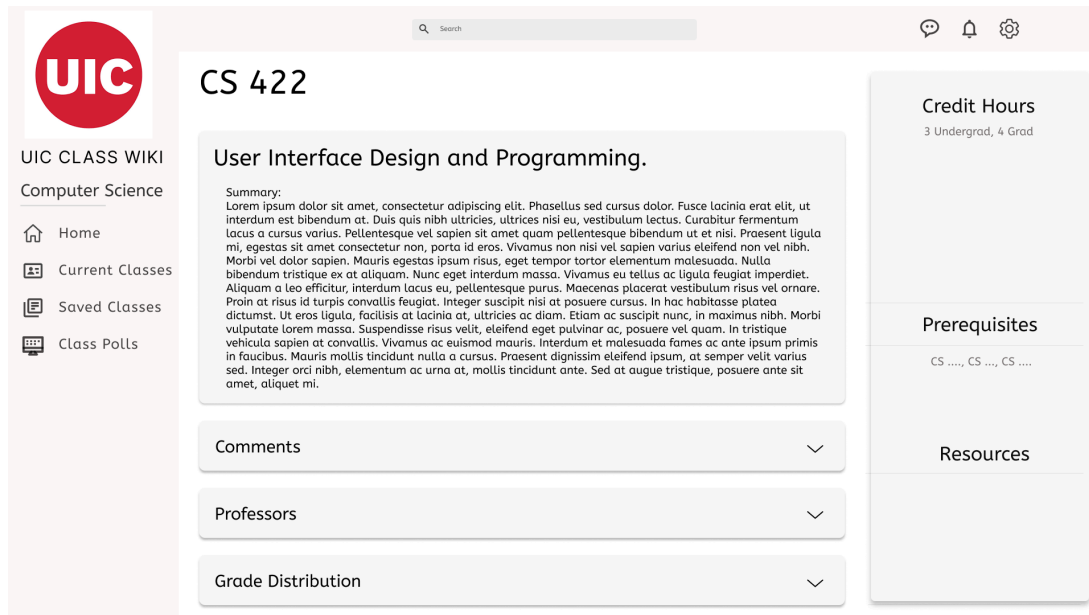 UIC
UIC CLASS WIKI
Computer Science
Home
Current Classes
Saved Classes
Class Polls
Search
CS 422
User Interface Design and Programming.
Summary:
Lorem ipsum dolor sit amet, consectetur adipiscing elit. Phasellus sed cursus dolor. Fusce lacinia erat elit, ut
interdum est bibendum at. Duis quis nibh ultricies, ultrices nisi eu, vestibulum lectus. Curabitur fermentum
lacus a cursus varius. Pellentesque vel sapien sit amet quam pellentesque bibendum ut et nisi. Praesent ligula
mi, egestas sit amet consectetur non, porta id eros. Vivamus non nisi vel sapien varius eleifend non vel nibh.
Morbi vel dolor sapien. Mauris egestas ipsum risus, eget tempor tortor elementum malesuada. Nulla
bibendum tristique ex at aliquam. Nunc eget interdum massa. Vivamus eu tellus ac ligula feugiat imperdiet.
Aliquam a leo efficitur, interdum lacus eu, pellentesque purus. Maecenas placerat vestibulum risus vel ornare.
Proin at risus id turpis convallis feugiat. Integer suscipit nisi at posuere cursus. In hac habitasse platea
dictumst. Ut eros ligula, facilisis at lacinia at, ultricies ac diam. Etiam ac suscipit nunc, in maximus nibh. Morbi
vulputate lorem massa. Suspendisse risus velit, eleifend eget pulvinar ac, posuere vel quam. In tristique
vehicula sapien at convallis. Vivamus ac euismod mauris. Interdum et malesuada fames ac ante ipsum primis
in faucibus. Mauris mollis tincidunt nulla a cursus. Praesent dignissim eleifend ipsum, at semper velit varius
sed. Integer orci nibh, elementum ac urna at, mollis tincidunt ante. Sed at augue tristique, posuere ante sit
amet, aliquet mi.
Comments
Professors
Grade Distribution
Credit Hours
3 Undergrad, 4 Grad
Prerequisites
CS ...., CS ..., CS ....
Resources